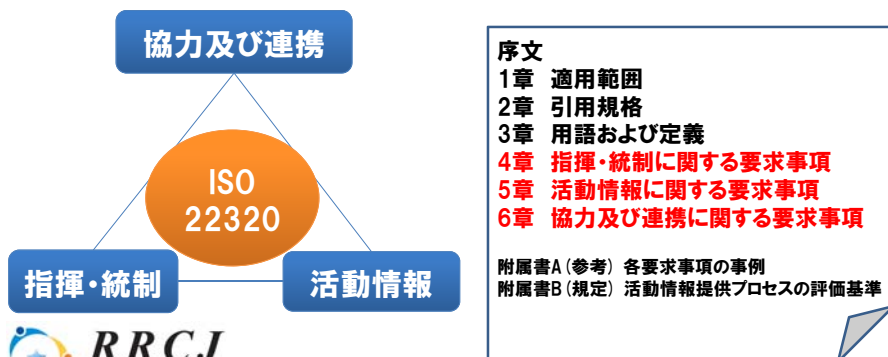 協力及び連携
ISO
22320
指揮・統制
活動情報
RRCJ
序文
1章 適用範囲
2章 引用規格
3章 用語および定義
4章 指揮・統制に関する要求事項
5章 活動情報に関する要求事項
6章 協力及び連携に関する要求事項
附属書A(参考) 各要求事項の事例
附属書B(規定) 活動情報提供プロセスの評価基準